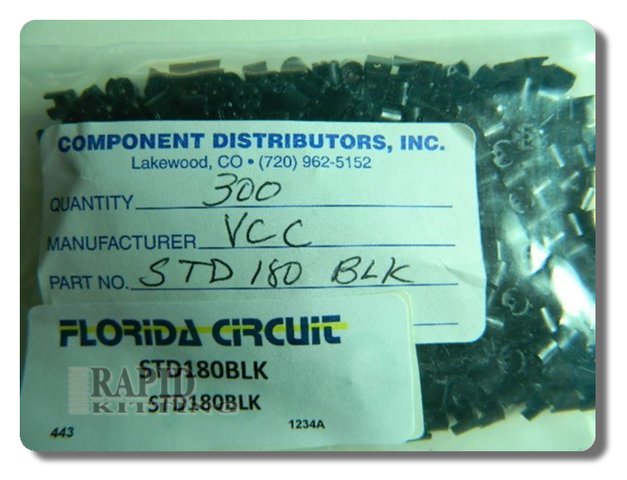 COMPONENT DISTRIBUTORS, INC.
Lakewood, CO • (720) 962-5152
QUANTITY 300
MANUFACTURER VCC
PART NO. STD 180 BLK
FLORIDA CIRCUIT
STD180BLK
RAPID
KITTING
STD180BLK
443 1234A